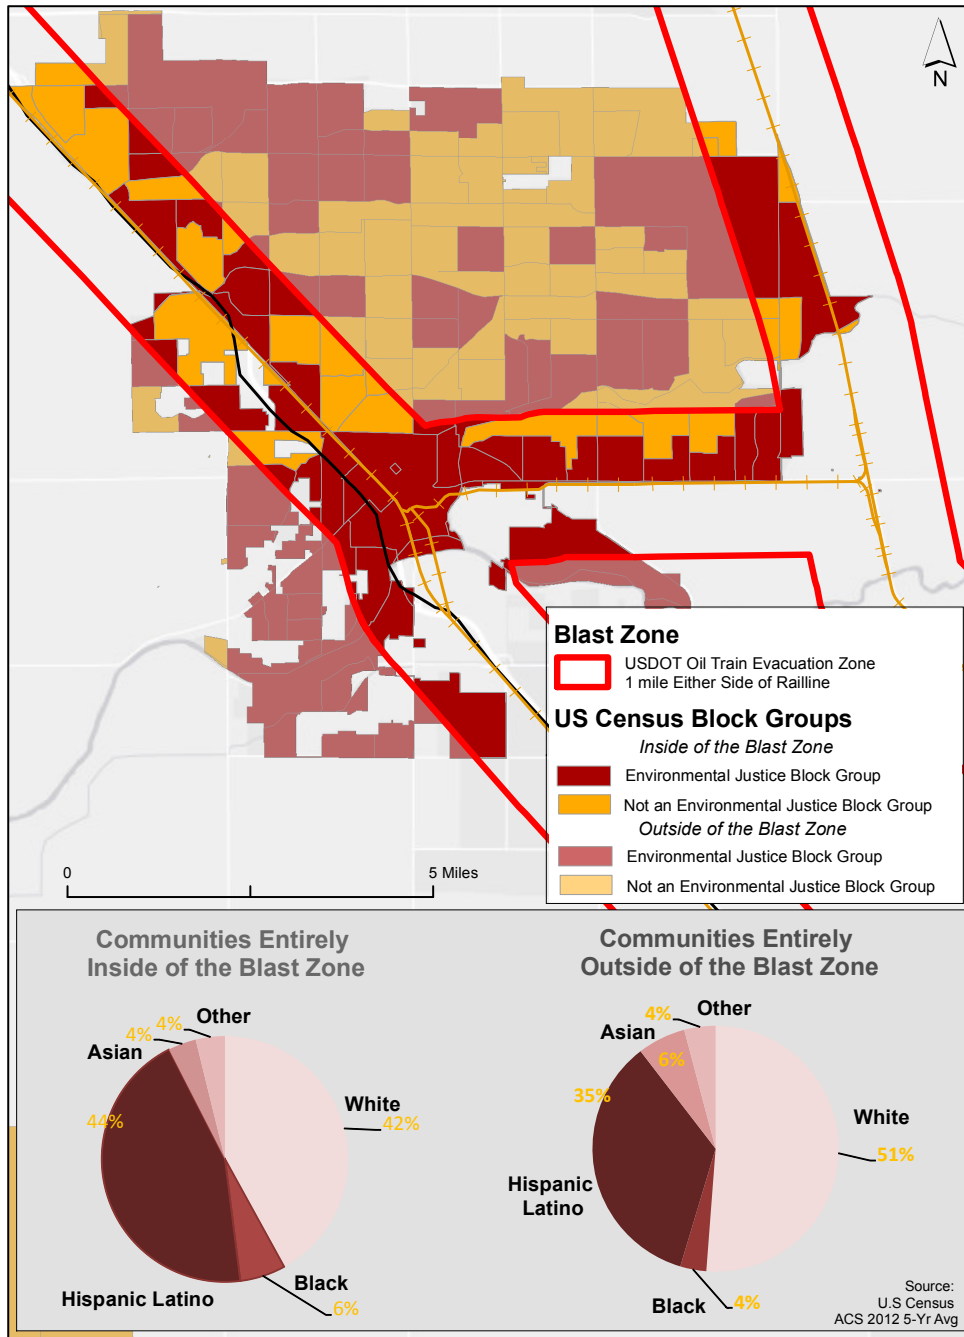 N
Blast Zone
USDOT Oil Train Evacuation Zone
1 mile Either Side of Railline
US Census Block Groups
Inside of the Blast Zone
Environmental Justice Block Group
Not an Environmental Justice Block Group
Outside of the Blast Zone
Environmental Justice Block Group
Not an Environmental Justice Block Group
0 5 Miles
Communities Entirely
Inside of the Blast Zone
Other
4%
4%
Asian
44%
White
42%
Hispanic Latino
Black
6%
Communities Entirely
Outside of the Blast Zone
Other
4%
Asian
6%
35%
White
51%
Hispanic
Latino
Black
4%
Source:
U.S Census
ACS 2012 5-Yr Avg